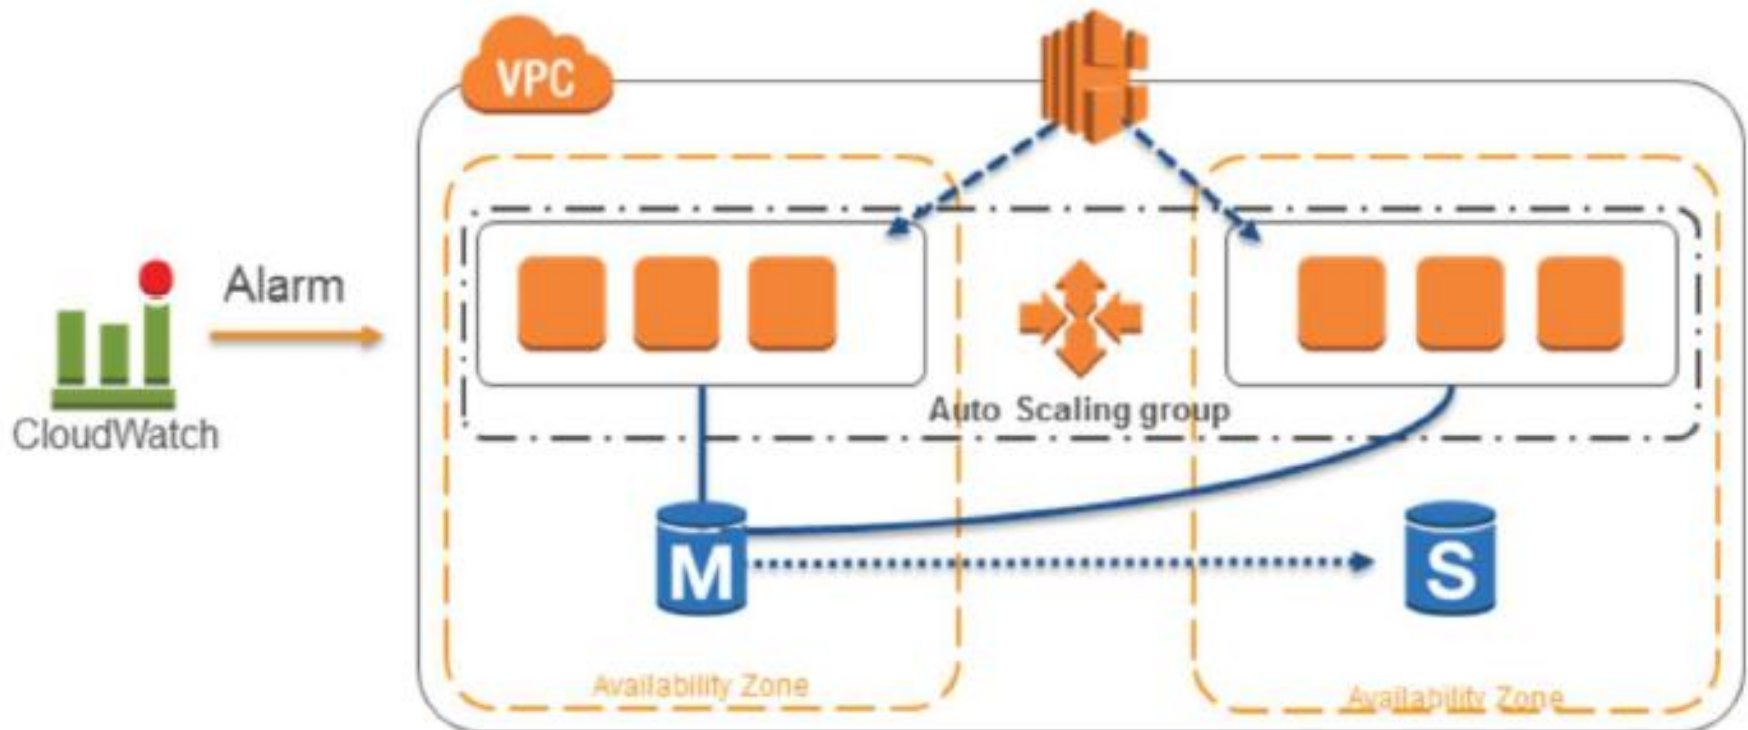 VPC
Alarm
CloudWatch
Auto Scaling group
M
S
Availability Zone
Availability Zone